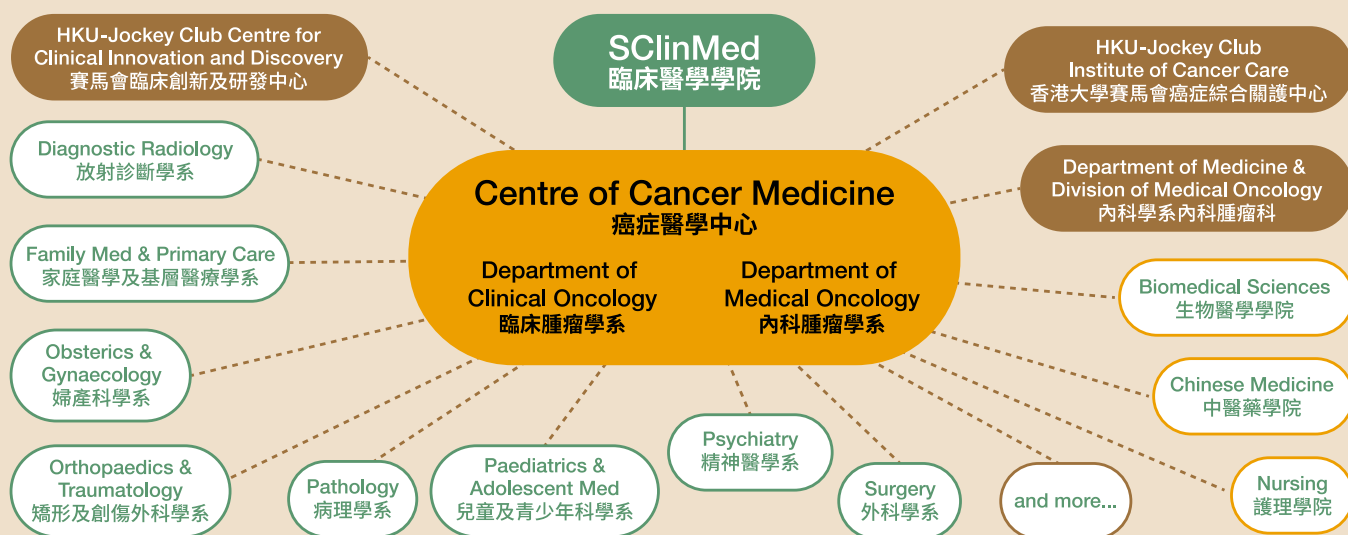 HKU-Jockey Club Centre for
Clinical Innovation and Discovery
賽馬會臨床創新及研發中心
SClinMed
臨床醫學學院
HKU-Jockey Club
Institute of Cancer Care
香港大學賽馬會癌症綜合關護中心
Diagnostic Radiology
放射診斷學系
Department of Medicine &
Division of Medical Oncology
內科學系內科腫瘤科
Centre of Cancer Medicine
癌症醫學中心
Family Med & Primary Care
家庭醫學及基層醫療學系
Department of
Clinical Oncology
臨床腫瘤學系
Department of
Medical Oncology
內科腫瘤學系
Biomedical Sciences
生物醫學學院
Obsterics &
Gynaecology
婦產科學系
Chinese Medicine
中醫藥學院
Orthopaedics &
Traumatology
矯形及創傷外科學系
Pathology
病理學系
Paediatrics &
Adolescent Med
兒童及青少年科學系
Psychiatry
精神醫學系
Surgery
外科學系
and more...
Nursing
護理學院